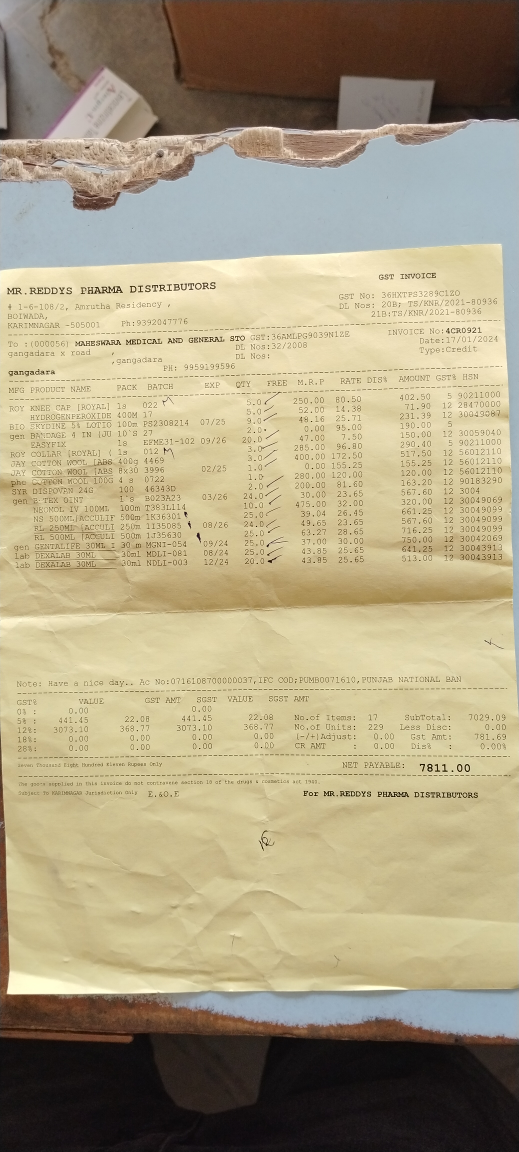 GST INVOICE
MR.REDDYS PHARMA DISTRIBUTORS
GST No: 36HXTPS3289C1ZO
# 1-6-108/2, Amrutha Residency ,
DL Nos: 20B; TS/KNR/2021-80936
BOIWADA,
21B:TS/KNR/2021-80936
KARIMNAGAR -505001 Ph:9392047776
To :(000056) MAHESWARA MEDICAL AND GENERAL STO GST:36AMLPG9039N1ZE INVOICE No:4CR0921
gangadara x road , DL Nos:32/2008 Date:17/01/2024
,gangadara DL Nos: Type:Credit
gangadara PH: 9959199596
MFG PRODUCT NAME PACK BATCH EXP QTY FREE M.R.P RATE DIS% AMOUNT GST% HSN
ROY KNEE CAP [ROYAL] 1s 022 5.0 250.00 80.50 402.50 5 90211000
HYDROGENPEROXIDE 400M 17 5.0 52.00 14.38 71.90 12 28470000
BIO EKYDINE 5% LOTIO 100m PS2308214 07/25 9.0 48.16 25.71 231.39 12 30049087
gen BANDAGE 4 IN [JU 10'S 27 2.0 0.00 95.00 190.00 5
EASYFIX 1s EFME31-102 09/26 20.0 47.00 7.50 150.00 12 30059040
ROY COLLAR [ROYAL] ( 1s 012 3.0 285.00 96.80 290.40 5 90211000
JAY COTTON WOOL [ABS 400g 4469 3.0 400.00 172.50 517.50 12 56012110
JAY COTTON WOOL [ABS 8x30 3996 02/25 1.0 0.00 155.25 155.25 12 56012110
COTTON WOOL 100G 4 s 0722 1.0 280.00 120.00 120.00 12 56012110
SYR DISPOVAN 24G 100 46343D 2.0 200.00 81.60 163.20 12 90183290
gen B-TEX OINT 1's B023A23 03/26 24.0 30.00 23.65 567.60 12 3004
NEOMOL IV 100ML 100m T383L114 10.0 475.00 32.00 320.00 12 30049069
NS 500ML[ACCULIF 500m 1K36301 25.0 39.04 26.45 661.25 12 30049099
RL 250ML [ACCULI 250m 1135085 08/26 24.0 49.65 23.65 567.60 12 30049099
RL 500ML [ACCULI 500m 1J35630 25.0 63.27 28.65 716.25 12 30049099
gen GENTALIFE 30ML 1 30 m MGNI-054 09/24 25.0 37.00 30.00 750.00 12 30042069
lab DEXALAB 30ML 30ml MDLI-081 08/24 25.0 43.85 25.65 641.25 12 30043913
lab DEXALAB 30ML 30ml NDLI-003 12/24 20.0 43.85 25.65 513.00 12 30043913
Note: Have a nice day.. Ac No:0716108700000037,IFC COD;PUMB0071610,PUNJAB NATIONAL BAN
GST% VALUE GST AMT SGST VALUE SGST AMT
0% : 0.00 0.00
5% : 441.45 22.08 441.45 22.08 No.of Items: 17 SubTotal: 7029.09
12%: 3073.10 368.77 3073.10 368.77 No.of Units: 229 Less Disc: 0.00
18%: 0.00 0.00 0.00 0.00 [-/+]Adjust: 0.00 Gst Amt: 781.69
28%: 0.00 0.00 0.00 0.00 CR AMT : 0.00 Dis% : 0.00%
Seven Thousand Eight Hundred Eleven Rupees Only NET PAYABLE: 7811.00
The goods supplied in this invoice do not contravene section 18 of the drugs & cosmetics act 1940.
Subject To KARIMNAGAR Jurisdiction Only E.&O.E For MR.REDDYS PHARMA DISTRIBUTORS